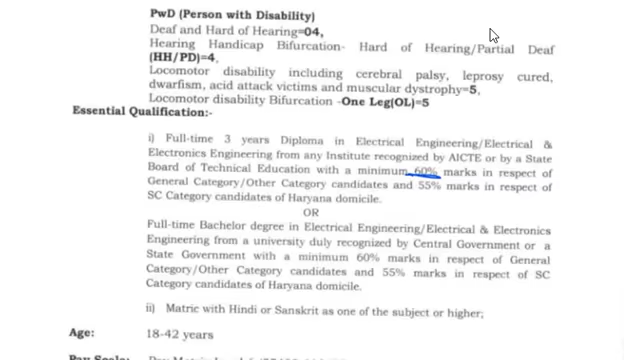 PwD (Person with Disability)
Deaf and Hard of Hearing=04,
Hearing Handicap Bifurcation- Hard of Hearing/Partial Deaf
(HH/PD)=4,
Locomotor disability including cerebral palsy, leprosy cured,
dwarfism, acid attack victims and muscular dystrophy=5,
Locomotor disability Bifurcation -One Leg(OL)=5
Essential Qualification:-
i) Full-time 3 years Diploma in Electrical Engineering/Electrical &
Electronics Engineering from any Institute recognized by AICTE or by a State
Board of Technical Education with a minimum 60% marks in respect of
General Category/Other Category candidates and 55% marks in respect of
SC Category candidates of Haryana domicile.
OR
Full-time Bachelor degree in Electrical Engineering/Electrical & Electronics
Engineering from a university duly recognized by Central Government or a
State Government with a minimum 60% marks in respect of General
Category/Other Category candidates and 55% marks in respect of SC
Category candidates of Haryana domicile.
ii) Matric with Hindi or Sanskrit as one of the subject or higher;
Age: 18-42 years